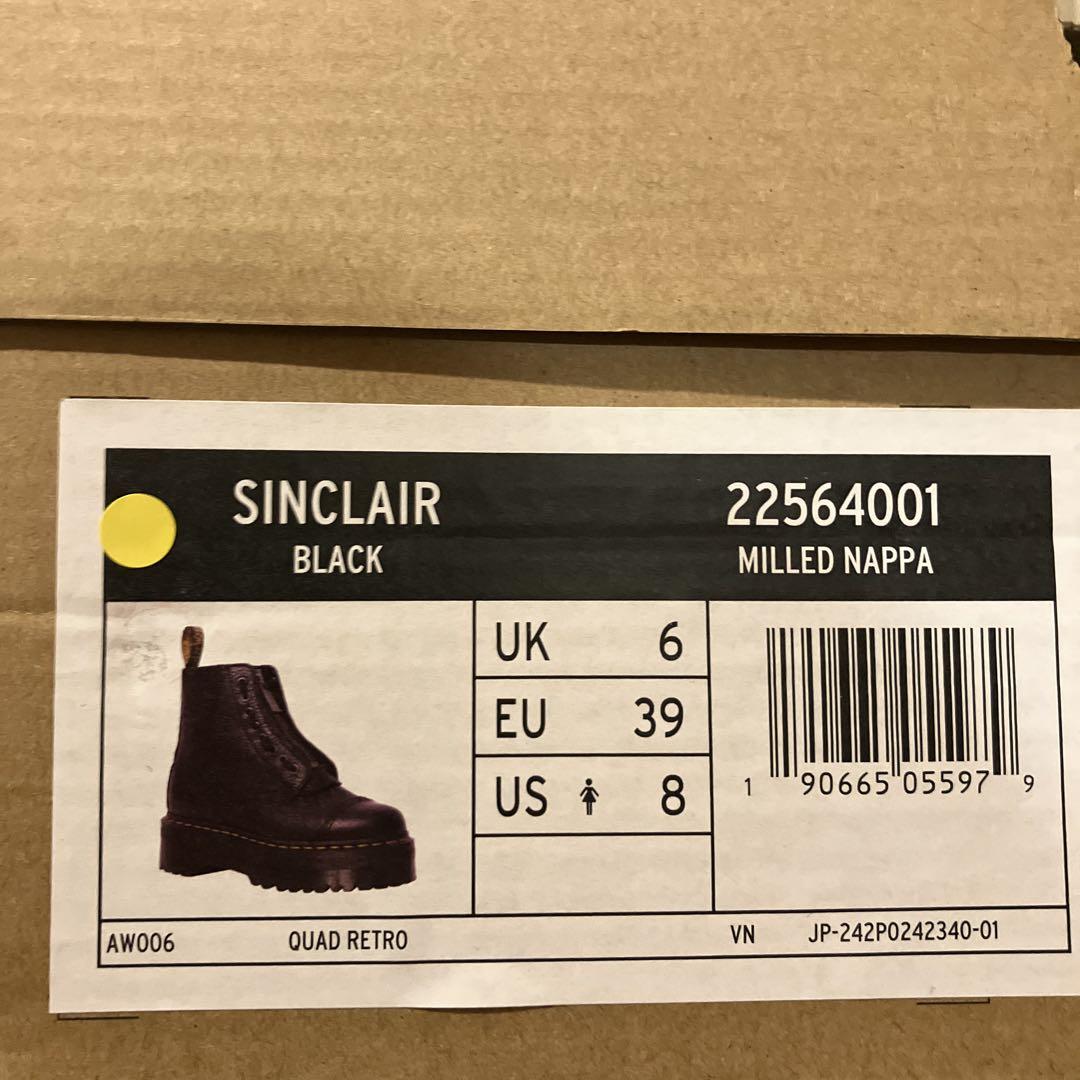 SINCLAIR
BLACK
22564001
MILLED NAPPA
UK 6
EU 39
US 8
1 90665 05597 9
AW006 QUAD RETRO VN JP-242P0242340-01